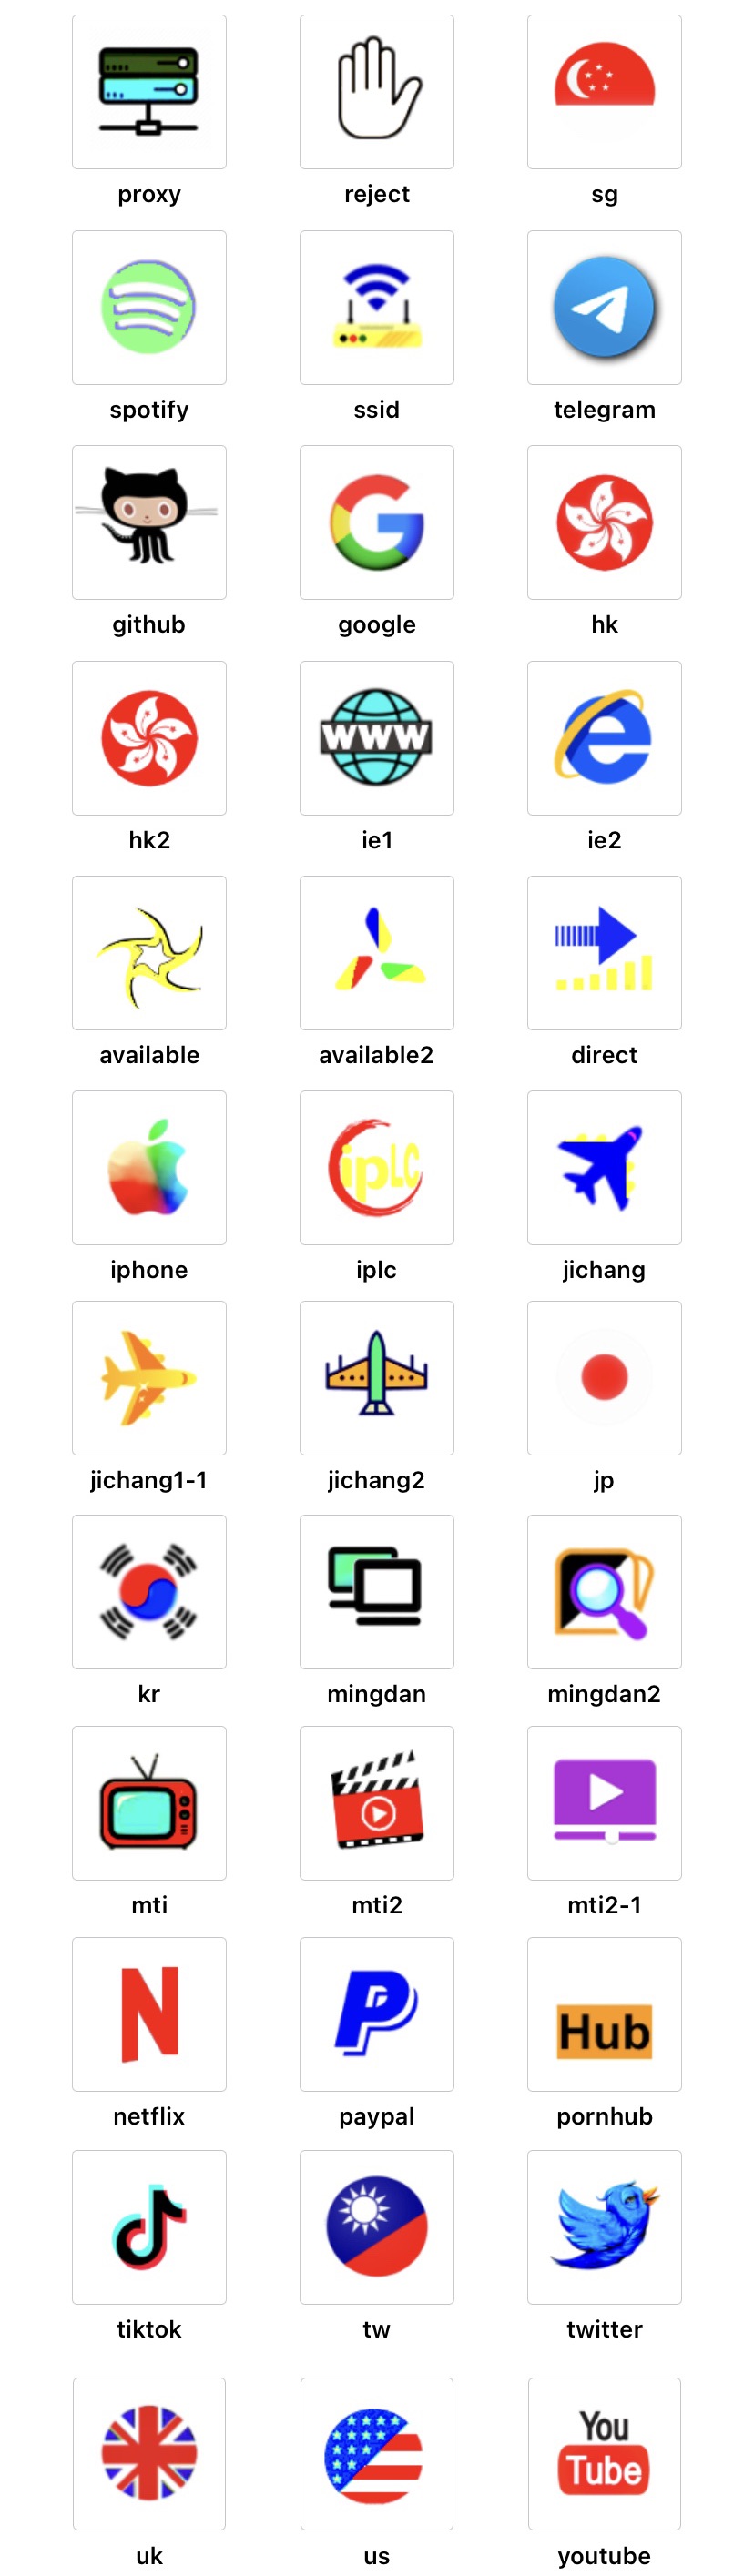 proxy reject sg
spotify ssid telegram
github google hk
WWW
hk2 ie1 ie2
available available2 direct
ipLC
iphone iplc jichang
jichang1-1 jichang2 jp
kr mingdan mingdan2
mti mti2 mti2-1
N P Hub
netflix paypal pornhub
tiktok tw twitter
You
Tube
uk us youtube